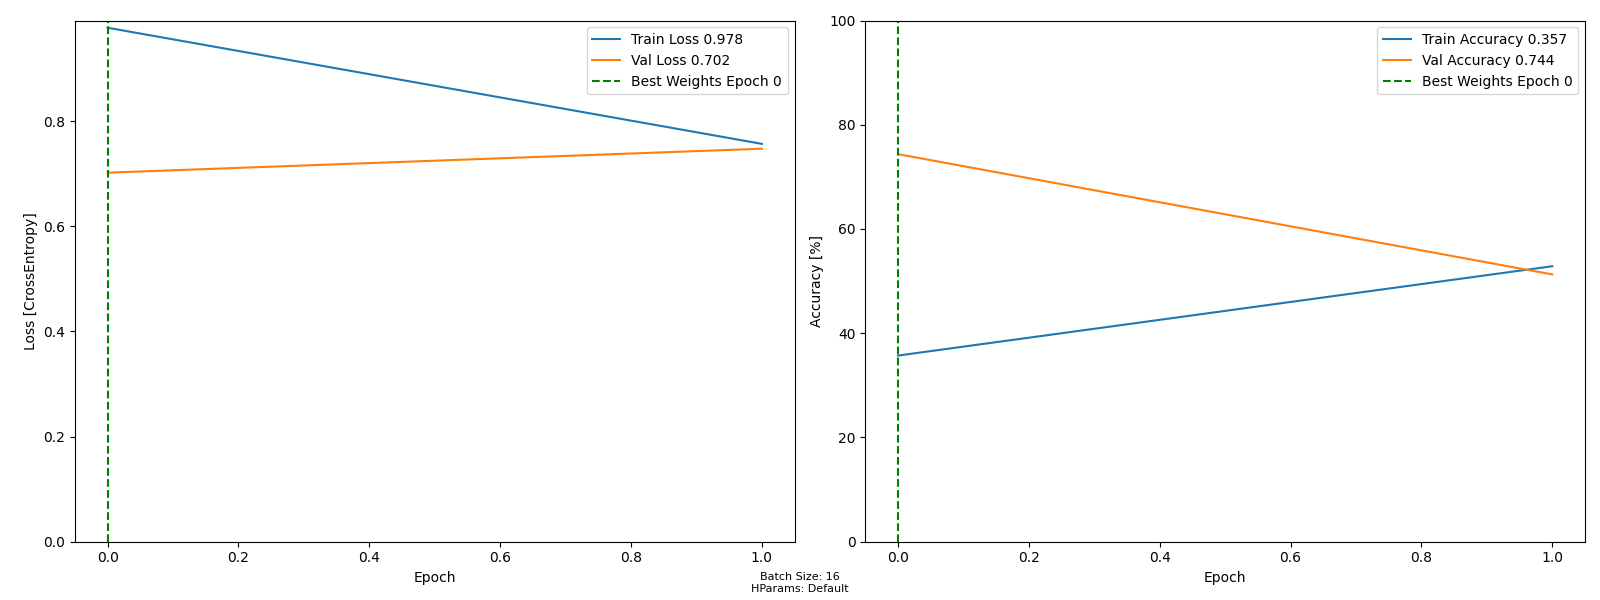 Train Loss 0.978
Val Loss 0.702
Best Weights Epoch 0
0.8
0.6
0.4
0.2
0.0
Loss [CrossEntropy]
0.0 0.2 0.4 0.6 0.8 1.0
Epoch
Train Accuracy 0.357
Val Accuracy 0.744
Best Weights Epoch 0
100
80
60
40
20
0
Accuracy [%]
0.0 0.2 0.4 0.6 0.8 1.0
Epoch
Batch Size: 16
HParams: Default